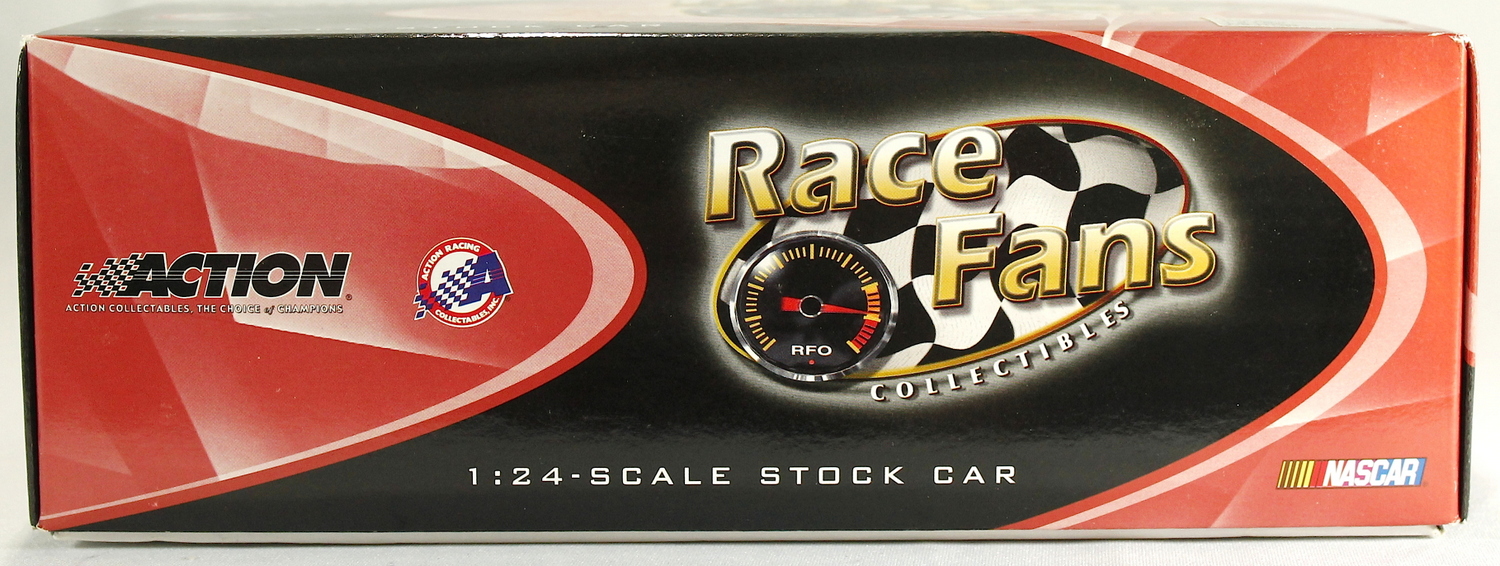 ACTION®
ACTION COLLECTABLES, THE CHOICE of CHAMPIONS
ACTION RACING
A
COLLECTABLES, INC.
Race
Fans
COLLECTIBLES
RFO
1:24-SCALE STOCK CAR
NASCAR